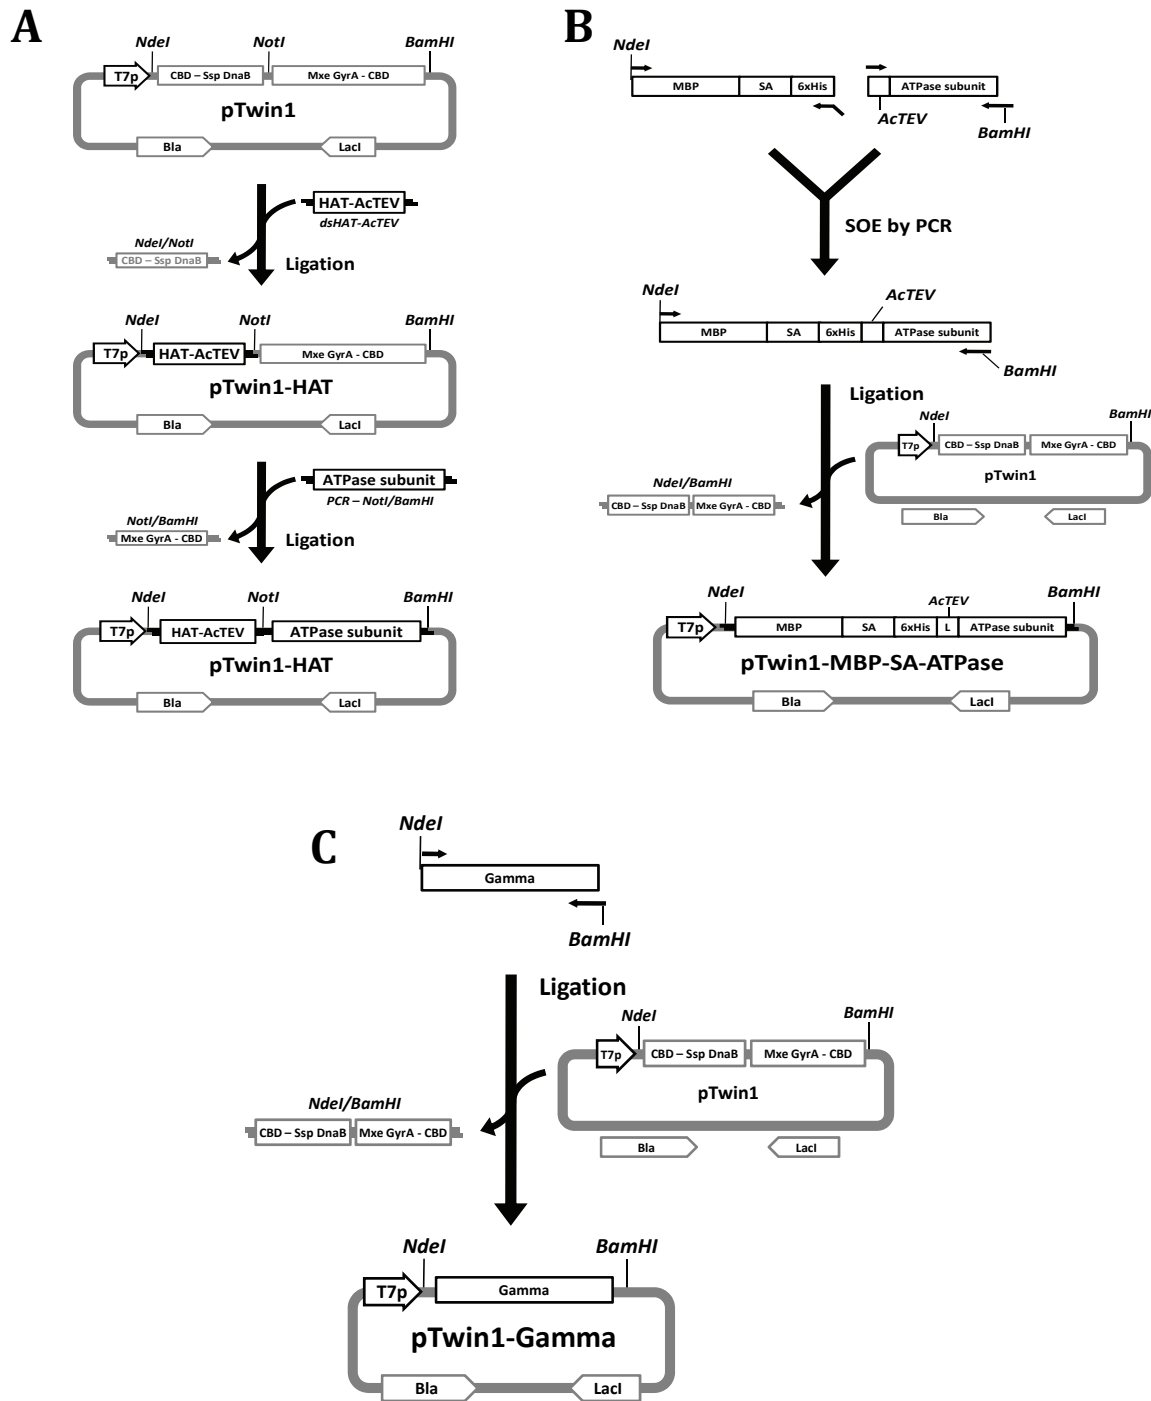 A
NdeI
NotI
BamHI
T7p
CBD – Ssp DnaB
Mxe GyrA - CBD
pTwin1
Bla
LacI
HAT-AcTEV
dsHAT-AcTEV
NdeI/NotI
CBD – Ssp DnaB
Ligation
NdeI
NotI
BamHI
T7p
HAT-AcTEV
Mxe GyrA - CBD
pTwin1-HAT
Bla
LacI
ATPase subunit
PCR – NotI/BamHI
NotI/BamHI
Mxe GyrA - CBD
Ligation
NdeI
NotI
BamHI
T7p
HAT-AcTEV
ATPase subunit
pTwin1-HAT
Bla
LacI
B
NdeI
MBP
SA
6xHis
ATPase subunit
AcTEV
BamHI
SOE by PCR
NdeI
AcTEV
MBP
SA
6xHis
ATPase subunit
BamHI
Ligation
NdeI
BamHI
T7p
CBD – Ssp DnaB
Mxe GyrA - CBD
pTwin1
Bla
LacI
NdeI/BamHI
CBD – Ssp DnaB
Mxe GyrA - CBD
NdeI
AcTEV
BamHI
T7p
MBP
SA
6xHis
L
ATPase subunit
pTwin1-MBP-SA-ATPase
Bla
LacI
C
NdeI
Gamma
BamHI
Ligation
NdeI
BamHI
T7p
CBD – Ssp DnaB
Mxe GyrA - CBD
pTwin1
Bla
LacI
NdeI/BamHI
CBD – Ssp DnaB
Mxe GyrA - CBD
NdeI
BamHI
T7p
Gamma
pTwin1-Gamma
Bla
LacI